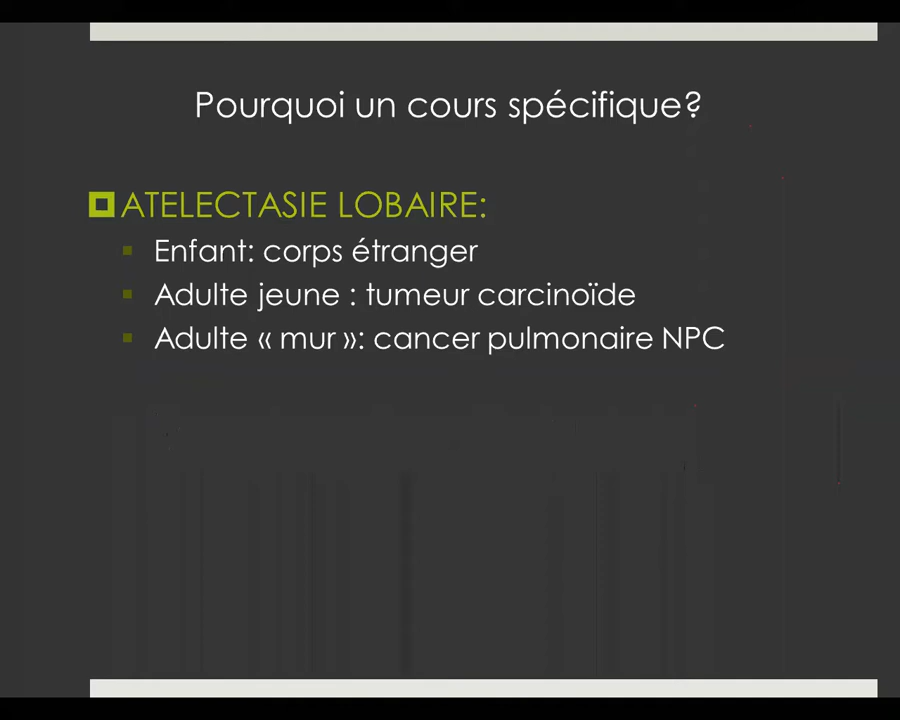 Pourquoi un cours spécifique?
ATELECTASIE LOBAIRE:
Enfant: corps étranger
Adulte jeune : tumeur carcinoïde
Adulte « mur »: cancer pulmonaire NPC